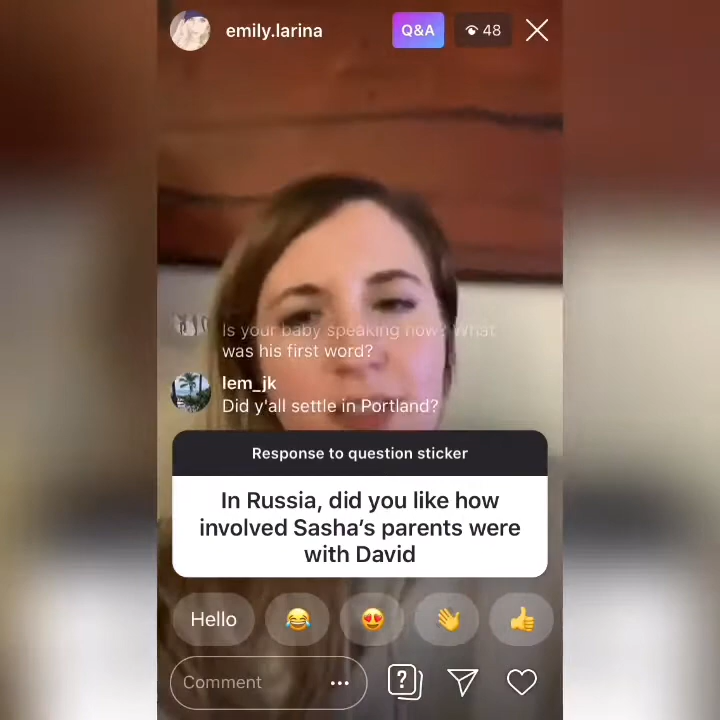 emily.larina
Q&A
48
Is your baby speaking now? What
was his first word?
lem_jk
Did y'all settle in Portland?
Response to question sticker
In Russia, did you like how
involved Sasha's parents were
with David
Hello
Comment
?